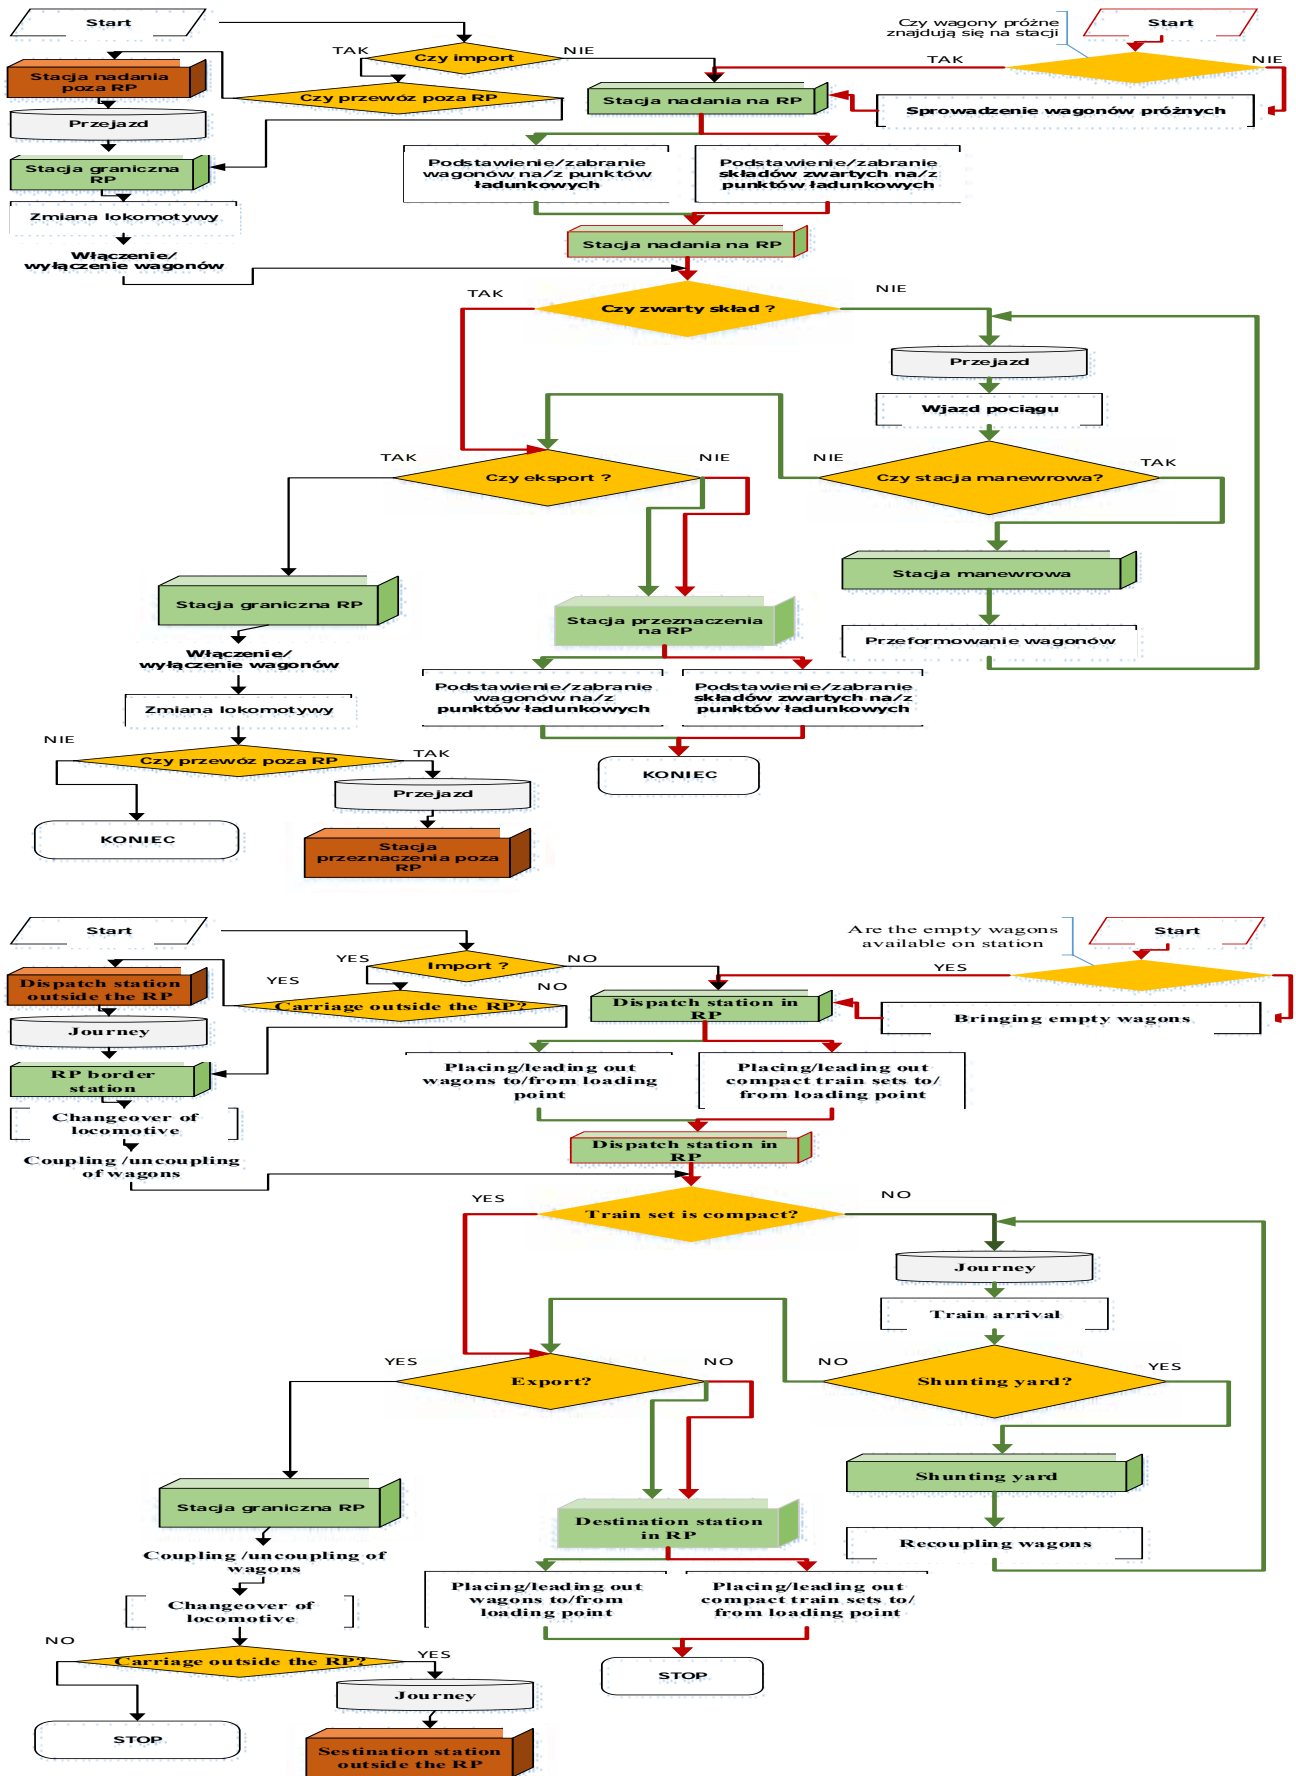 Start
Czy wagony próżne
znajdują się na stacji
Start
TAK
Czy import
NIE
TAK
NIE
Stacja nadania
poza RP
Czy przewóz poza RP
Stacja nadania na RP
Sprowadzenie wagonów próżnych
Przejazd
Stacja graniczna
RP
Podstawienie/zabranie
wagonów na/z punktów
ładunkowych
Podstawienie/zabranie
składów zwartych na/z
punktów ładunkowych
Zmiana lokomotywy
Stacja nadania na RP
Włączenie/
wyłączenie wagonów
TAK
Czy zwarty skład ?
NIE
Przejazd
Wjazd pociągu
TAK
Czy eksport ?
NIE
NIE
Czy stacja manewrowa?
TAK
Stacja manewrowa
Stacja graniczna RP
Stacja przeznaczenia
na RP
Przeformowanie wagonów
Włączenie/
wyłączenie wagonów
Podstawienie/zabranie
wagonów na/z
punktów ładunkowych
Podstawienie/zabranie
składów zwartych na/z
punktów ładunkowych
Zmiana lokomotywy
NIE
Czy przewóz poza RP
TAK
KONIEC
Przejazd
KONIEC
Stacja
przeznaczenia poza
RP
Start
Are the empty wagons
available on station
Start
YES
Import ?
NO
YES
Dispatch station
outside the RP
YES
Carriage outside the RP?
NO
Dispatch station in
RP
Bringing empty wagons
Journey
RP border
station
Placing/leading out
wagons to/from loading
point
Placing/leading out
compact train sets to/
from loading point
Changeover of
locomotive
Dispatch station in
RP
Coupling /uncoupling
of wagons
YES
Train set is compact?
NO
Journey
Train arrival
YES
Export?
NO
NO
Shunting yard?
YES
Shunting yard
Stacja graniczna RP
Destination station
in RP
Recoupling wagons
Coupling /uncoupling of
wagons
Placing/leading out
wagons to/from
loading point
Placing/leading out
compact train sets to/
from loading point
Changeover of
locomotive
NO
Carriage outside the RP?
YES
STOP
Journey
STOP
Sestination station
outside the RP